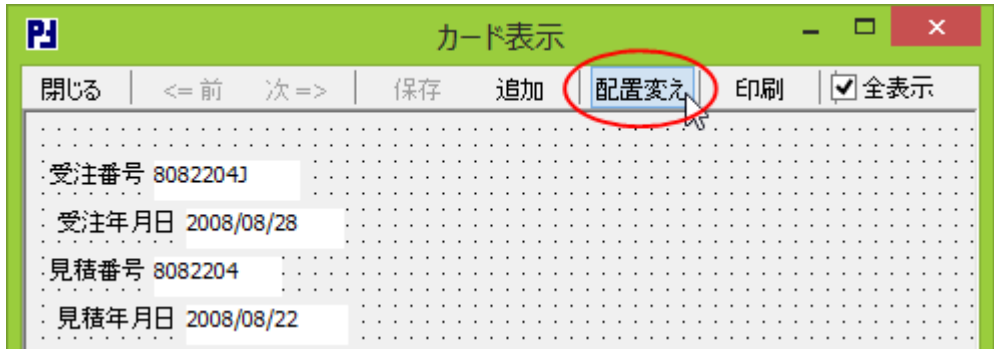 カード表示
閉じる <= 前 次 => 保存 追加 配置変え 印刷 全表示
受注番号 8082204J
受注年月日 2008/08/28
見積番号 8082204
見積年月日 2008/08/22